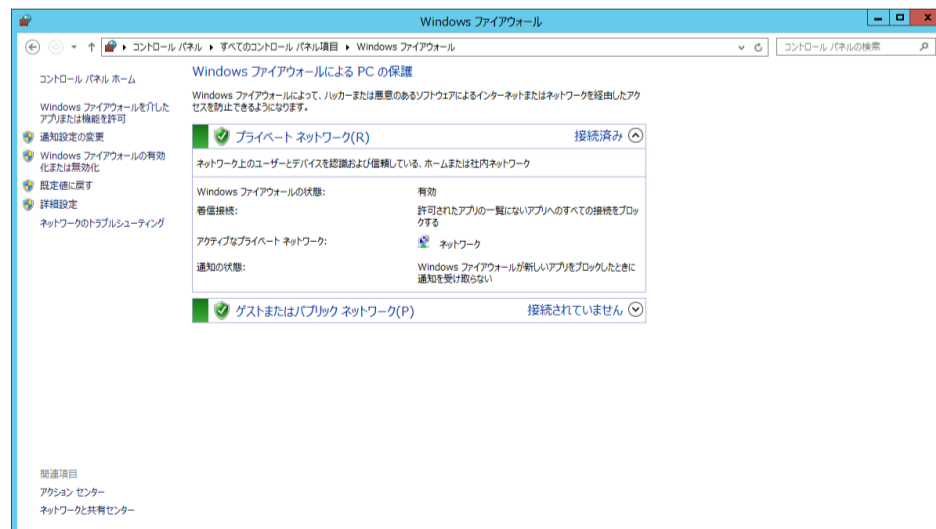 Windows ファイアウォール
コントロール パネル ▸ すべてのコントロール パネル項目 ▸ Windows ファイアウォール
コントロール パネルの検索
コントロール パネル ホーム
Windows ファイアウォールを介した
アプリまたは機能を許可
通知設定の変更
Windows ファイアウォールの有効
化または無効化
既定値に戻す
詳細設定
ネットワークのトラブルシューティング
Windows ファイアウォールによる PC の保護
Windows ファイアウォールによって、ハッカーまたは悪意のあるソフトウェアによるインターネットまたはネットワークを経由したアク
セスを防止できるようになります。
プライベート ネットワーク(R) 接続済み
ネットワーク上のユーザーとデバイスを認識および信頼している、ホームまたは社内ネットワーク
Windows ファイアウォールの状態: 有効
着信接続: 許可されたアプリの一覧にないアプリへのすべての接続をブロッ
クする
アクティブなプライベート ネットワーク: ネットワーク
通知の状態: Windows ファイアウォールが新しいアプリをブロックしたときに
通知を受け取らない
ゲストまたはパブリック ネットワーク(P) 接続されていません
関連項目
アクション センター
ネットワークと共有センター